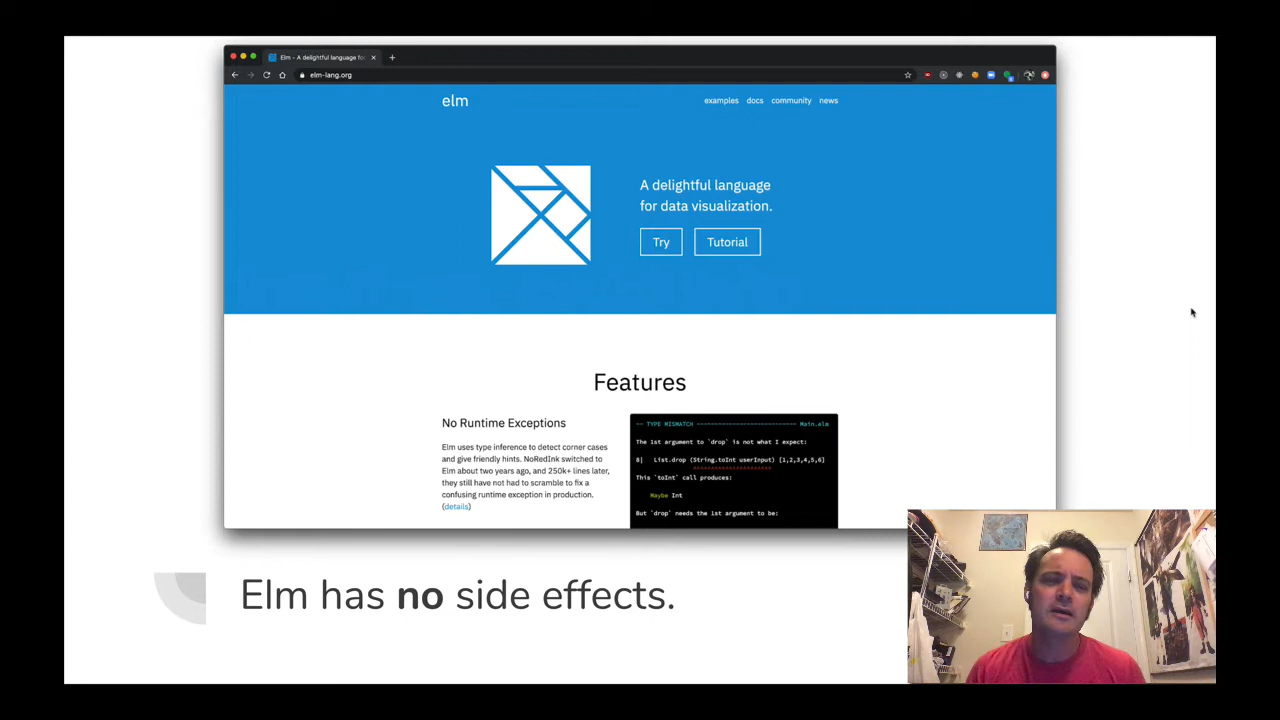 Elm - A delightful language fo
elm-lang.org
elm
examples docs community news
A delightful language
for data visualization.
Try Tutorial
Features
No Runtime Exceptions
Elm uses type inference to detect corner cases
and give friendly hints. NoRedInk switched to
Elm about two years ago, and 250k+ lines later,
they still have not had to scramble to fix a
confusing runtime exception in production.
(details)
-- TYPE MISMATCH ---------------------------- Main.elm
The 1st argument to `drop` is not what I expect:
8| List.drop (String.toInt userInput) [1,2,3,4,5,6]
^^^^^^^^^^^^^^^^^^^^^^
This `toInt` call produces:
Maybe Int
But `drop` needs the 1st argument to be:
Elm has no side effects.